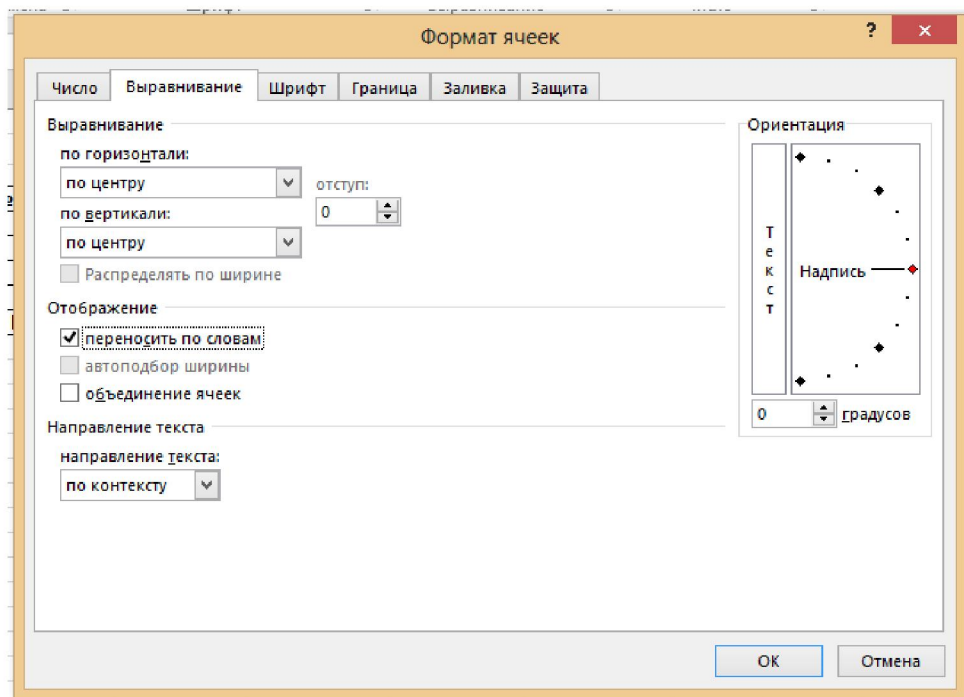 Формат ячеек
?
Число Выравнивание Шрифт Граница Заливка Защита
Выравнивание
по горизонтали:
по центру
отступ:
0
по вертикали:
по центру
Распределять по ширине
Отображение
переносить по словам
автоподбор ширины
объединение ячеек
Направление текста
направление текста:
по контексту
Ориентация
Текст
Надпись
0 градусов
ОК Отмена